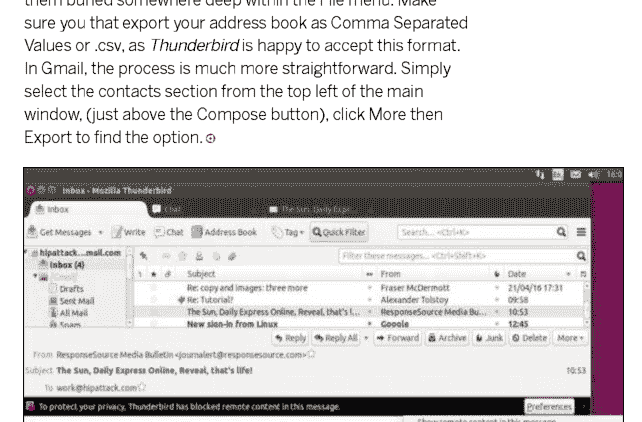 them buried somewhere deep within the File menu. Make
sure you that export your address book as Comma Separated
Values or .csv, as Thunderbird is happy to accept this format.
In Gmail, the process is much more straightforward. Simply
select the contacts section from the top left of the main
window, (just above the Compose button), click More then
Export to find the option.
Inbox - Mozilla Thunderbird
Inbox Chat The Sun, Daily Expr
Get Messages Write Chat Address Book Tag Quick Filter Search... <Ctrl+K>
hipattack...mail.com Filter these messages... <Ctrl+Shift+K>
Inbox (4) Subject From Date
Drafts Re: copy and images: three more Fraser McDermott 21/04/16 17:31
Sent Mail Re: Tutorial? Alexander Tolstoy 09:58
All Mail The Sun, Daily Express Online, Reveal, that's l... ResponseSource Media Bu... 10:53
Spam New sign-in from Linux Google 12:45
Reply Reply All Forward Archive Junk Delete More
From ResponseSource Media Bulletin <journalert@responsesource.com>
Subject The Sun, Daily Express Online, Reveal, that's life! 10:53
To work@hipattack.com
To protect your privacy, Thunderbird has blocked remote content in this message. Preferences
Show remote content in this message